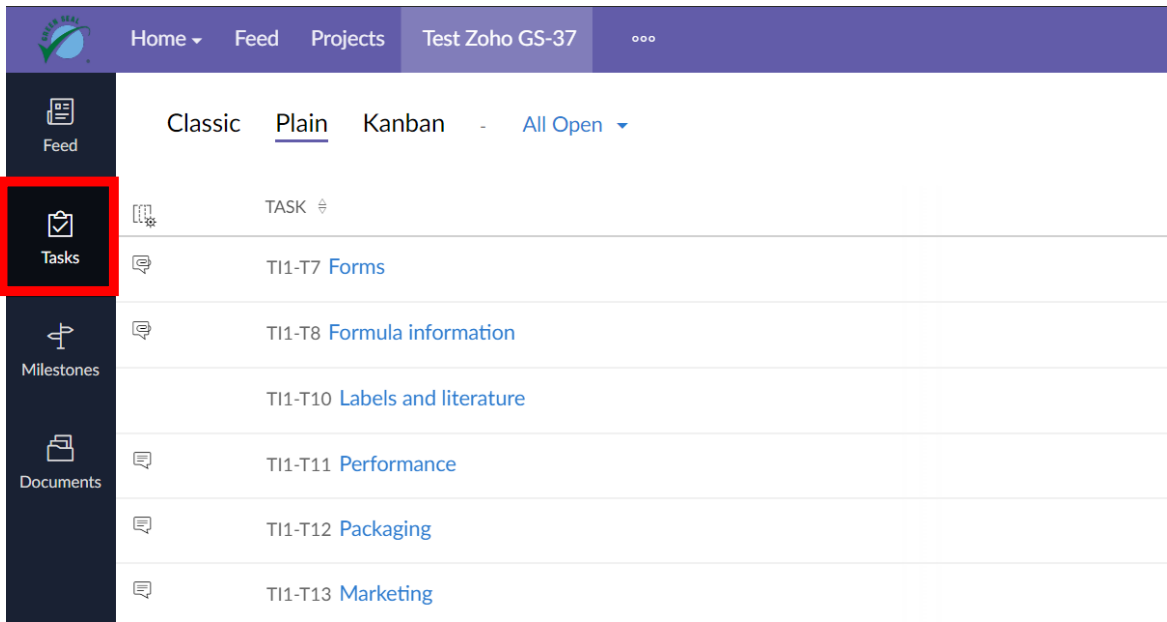 GREEN SEAL
Home Feed Projects Test Zoho GS-37
Feed
Tasks
Milestones
Documents
Classic Plain Kanban - All Open
TASK
TI1-T7 Forms
TI1-T8 Formula information
TI1-T10 Labels and literature
TI1-T11 Performance
TI1-T12 Packaging
TI1-T13 Marketing